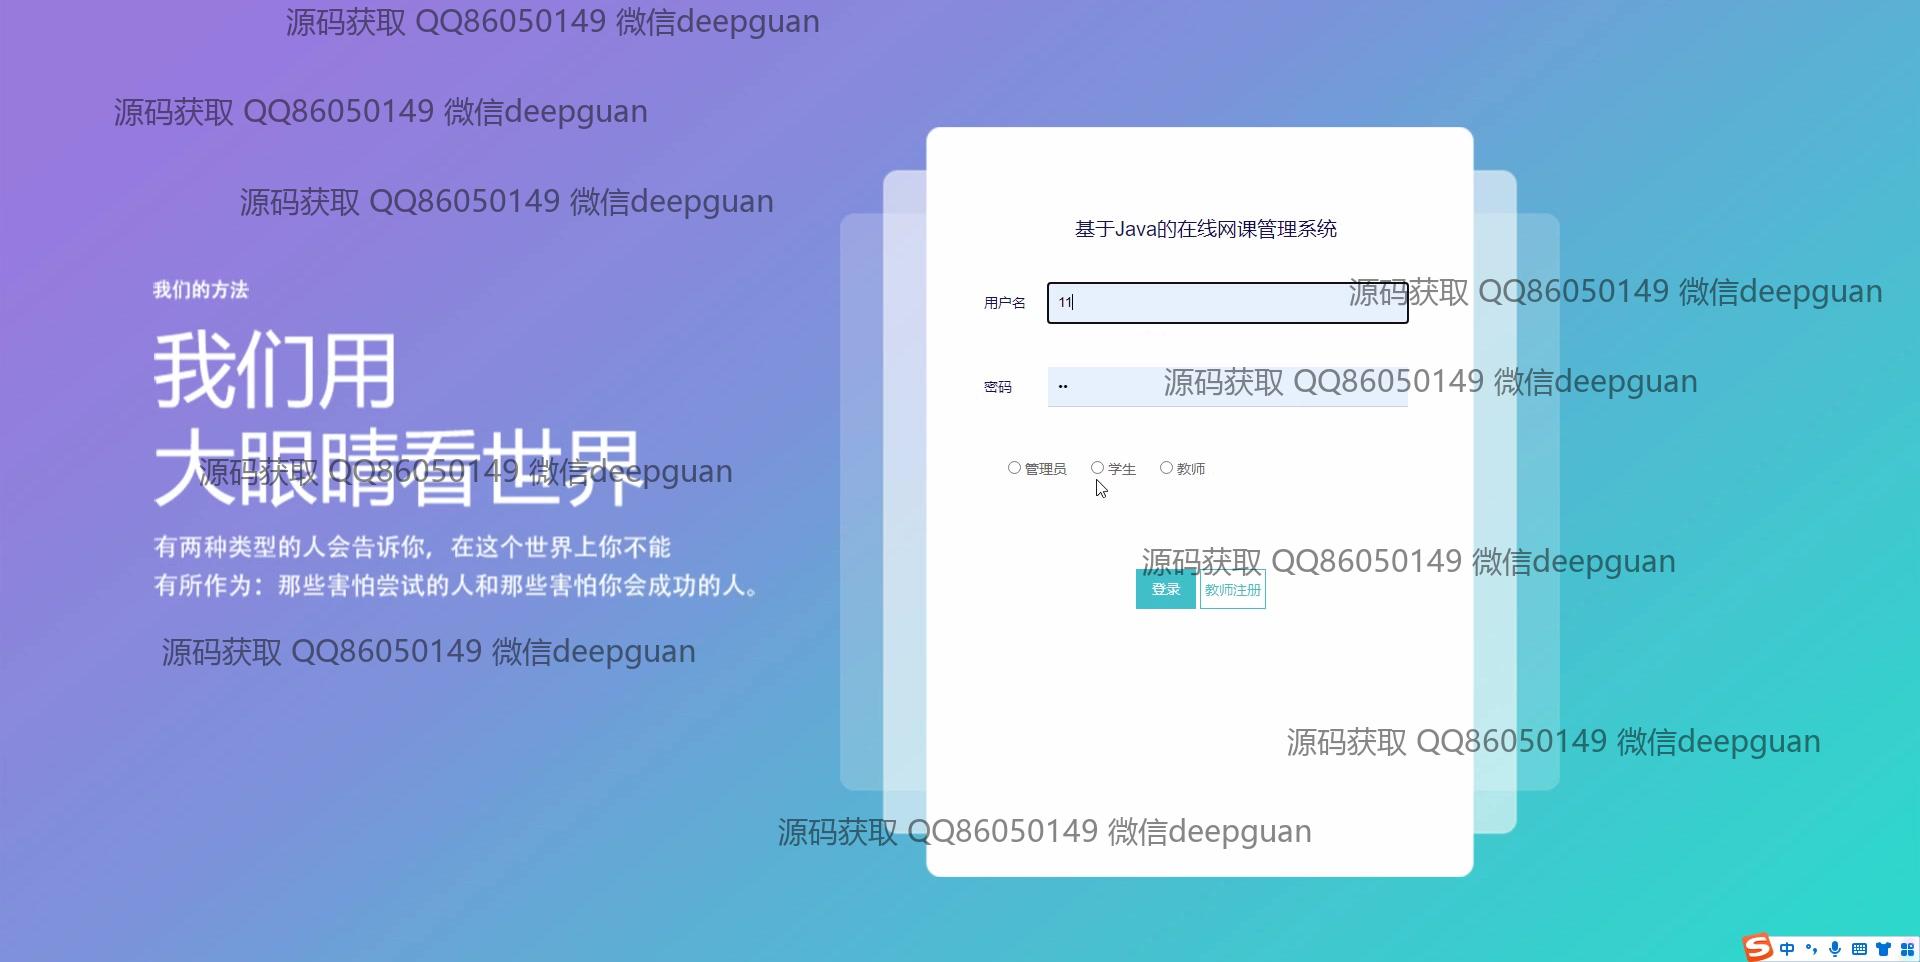 源码获取 QQ86050149 微信deepguan
源码获取 QQ86050149 微信deepguan
源码获取 QQ86050149 微信deepguan
基于Java的在线网课管理系统
我们的方法
源码获取 QQ86050149 微信deepguan
用户名 11
我们用
源码获取 QQ86050149 微信deepguan
密码 ••
大眼睛看世界
源码获取 QQ86050149 微信deepguan
管理员 学生 教师
有两种类型的人会告诉你，在这个世界上你不能
有所作为：那些害怕尝试的人和那些害怕你会成功的人。
源码获取 QQ86050149 微信deepguan
登录 教师注册
源码获取 QQ86050149 微信deepguan
源码获取 QQ86050149 微信deepguan
源码获取 QQ86050149 微信deepguan
S 中